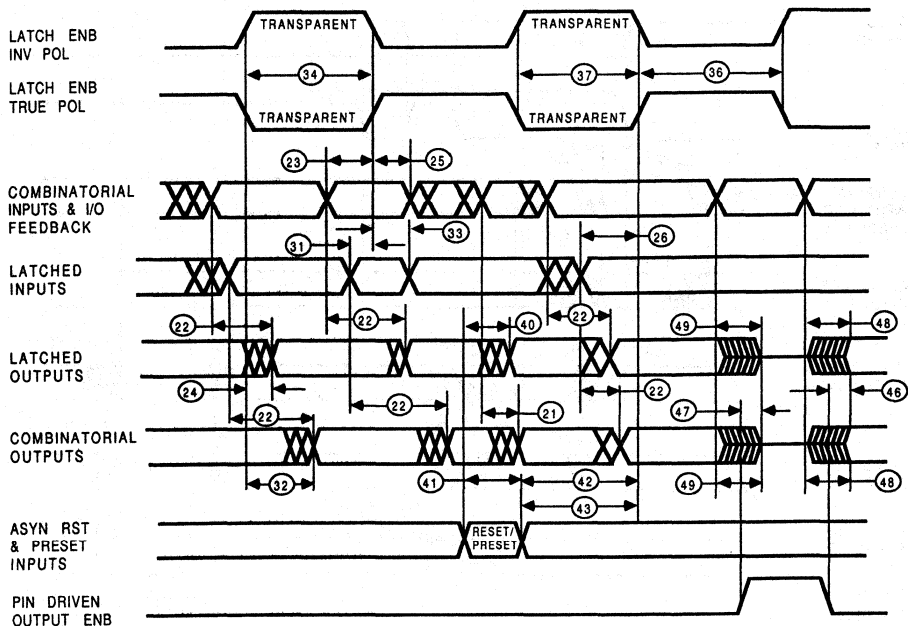 LATCH ENB
INV POL
TRANSPARENT
TRANSPARENT
34
37
36
LATCH ENB
TRUE POL
TRANSPARENT
TRANSPARENT
23
25
COMBINATORIAL
INPUTS & I/O
FEEDBACK
33
26
31
LATCHED
INPUTS
22
22
40
22
49
48
LATCHED
OUTPUTS
24
22
46
22
22
21
47
COMBINATORIAL
OUTPUTS
32
41
42
49
48
43
ASYN RST
& PRESET
INPUTS
RESET/
PRESET
PIN DRIVEN
OUTPUT ENB